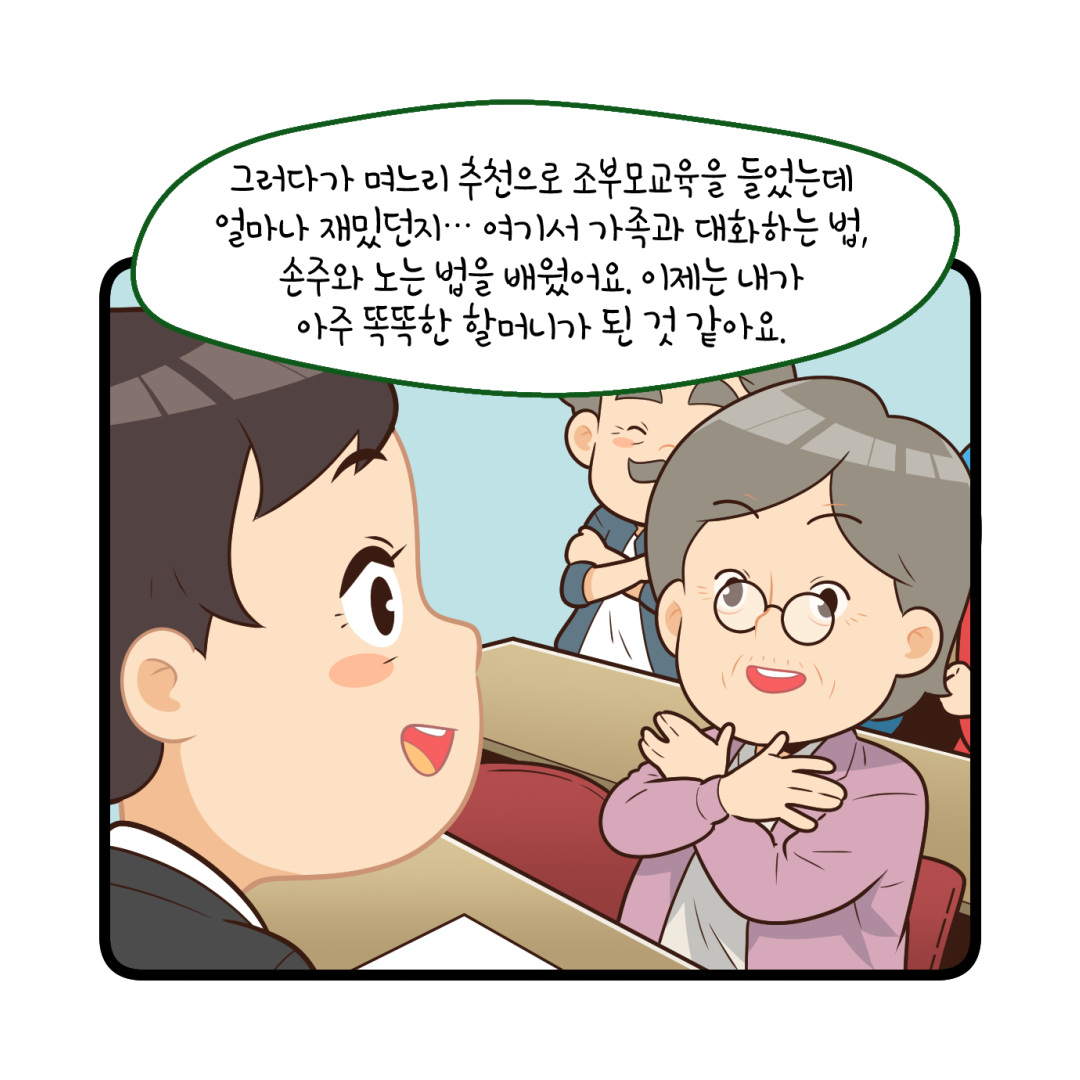 그러다가 며느리 추천으로 조부모교육을 들었는데
얼마나 재밌던지… 여기서 가족과 대화하는 법,
손주와 노는 법을 배웠어요. 이제는 내가
아주 똑똑한 할머니가 된 것 같아요.